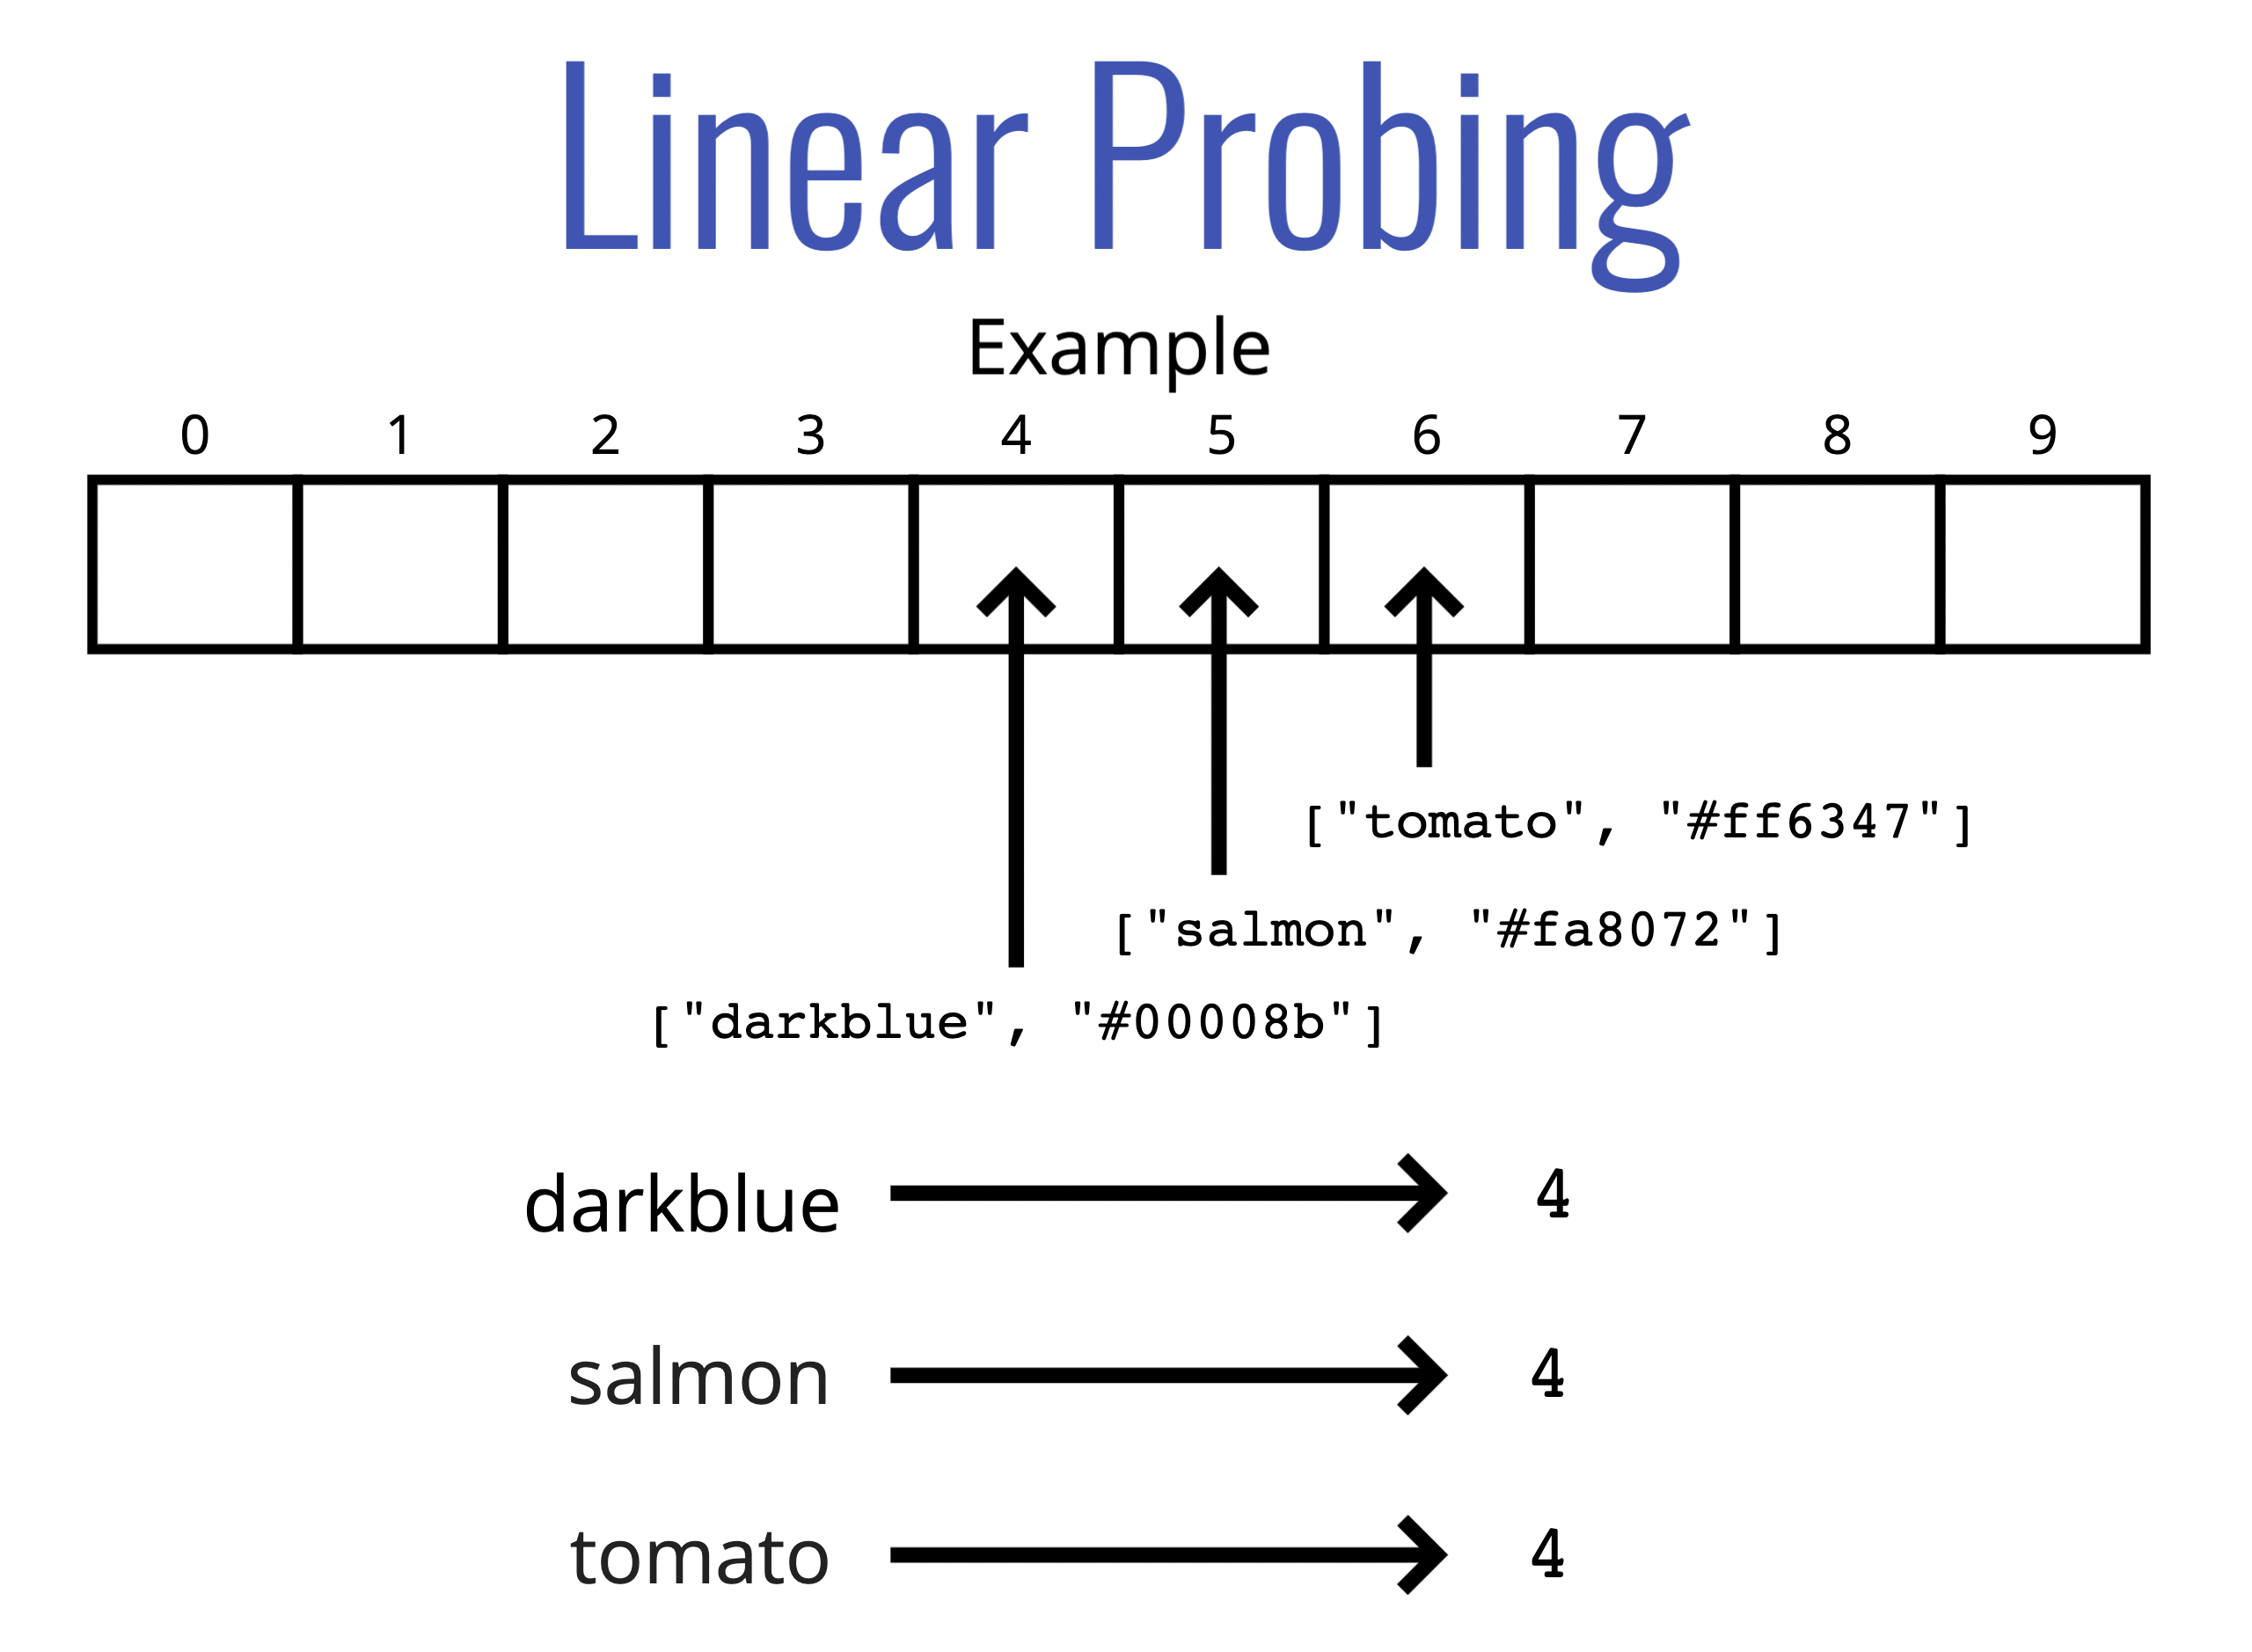 Linear Probing
Example
0 1 2 3 4 5 6 7 8 9
["tomato", "#ff6347"]
["salmon", "#fa8072"]
["darkblue", "#00008b"]
darkblue 4
salmon 4
tomato 4